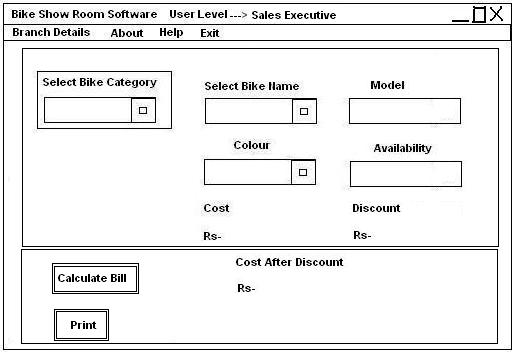 Bike Show Room Software User Level ---> Sales Executive
Branch Details About Help Exit
Select Bike Category
Select Bike Name
Model
Colour
Availability
Cost
Discount
Rs-
Rs-
Cost After Discount
Calculate Bill
Rs-
Print